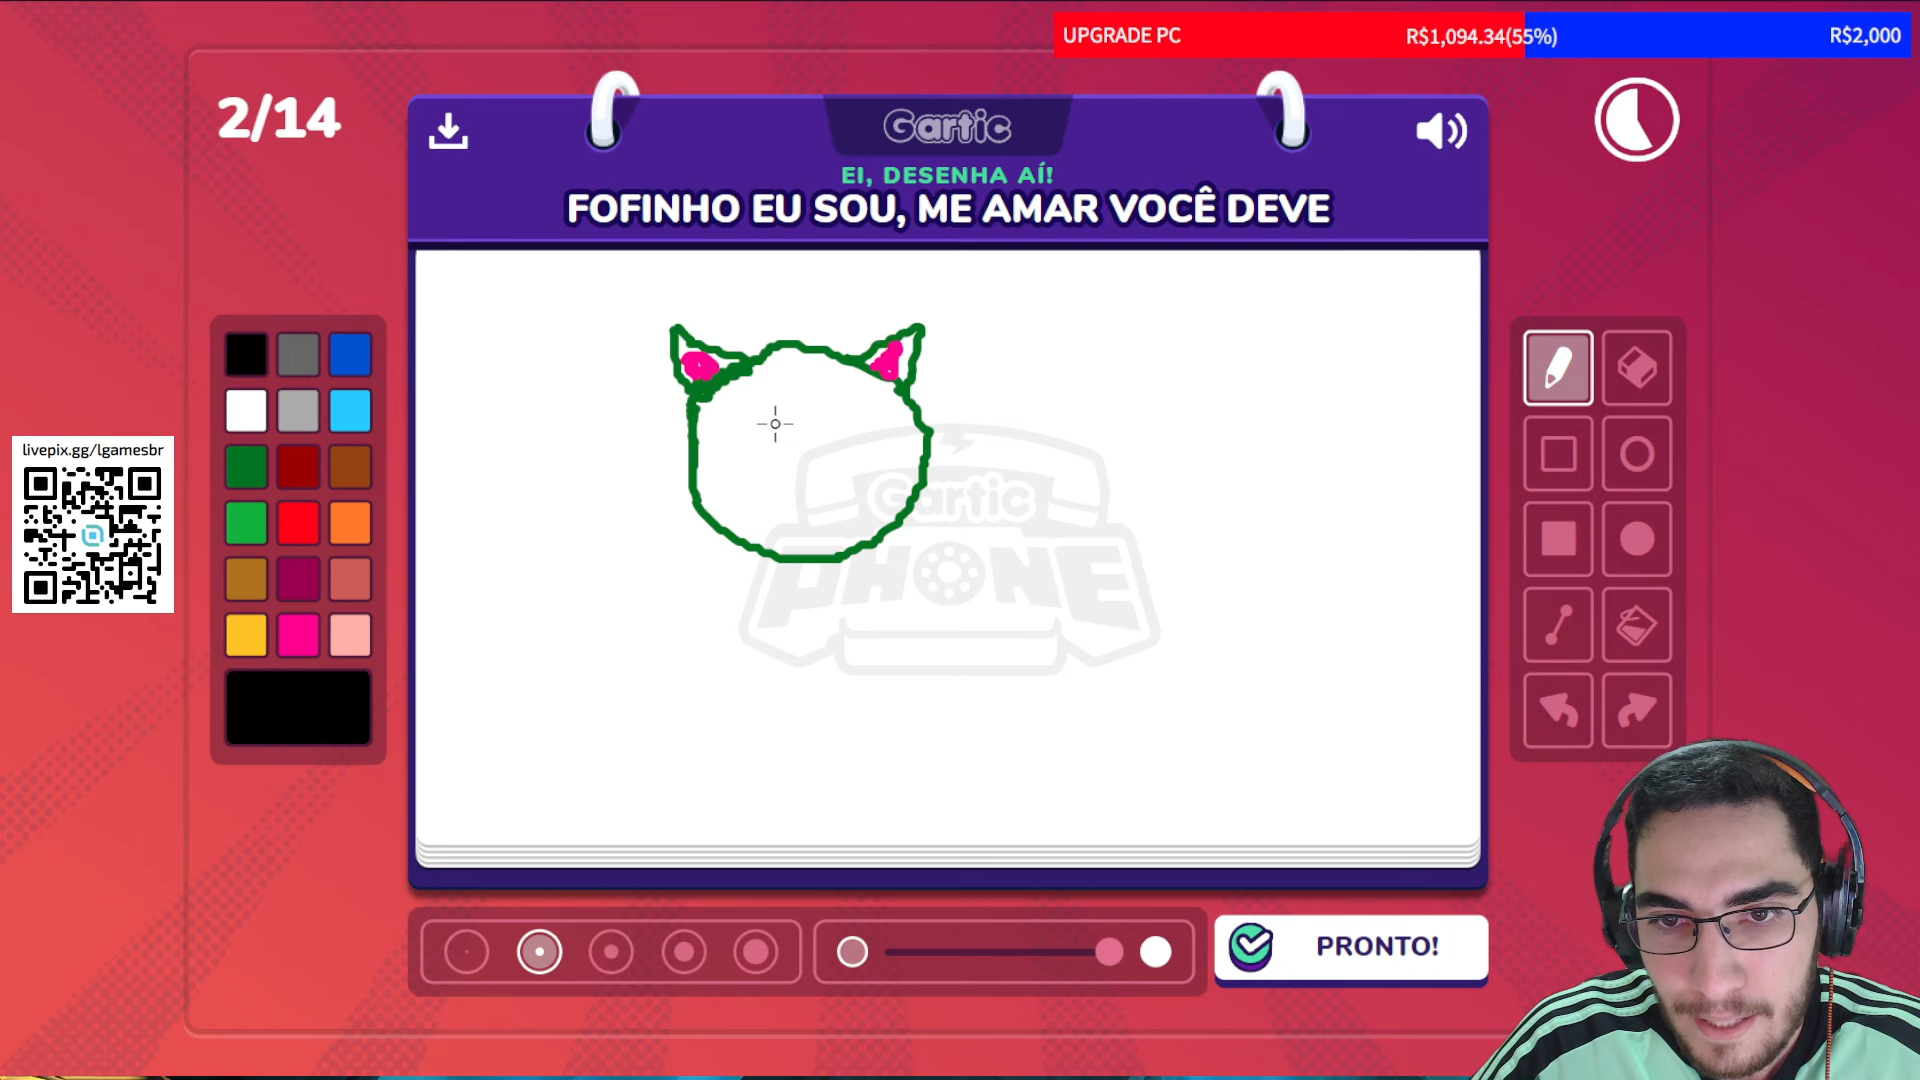 UPGRADE PC R$1,094.34(55%) R$2,000
2/14
Gartic
EI, DESENHA AÍ!
FOFINHO EU SOU, ME AMAR VOCÊ DEVE
livepix.gg/lgamesbr
Gartic
PHONE
PRONTO!